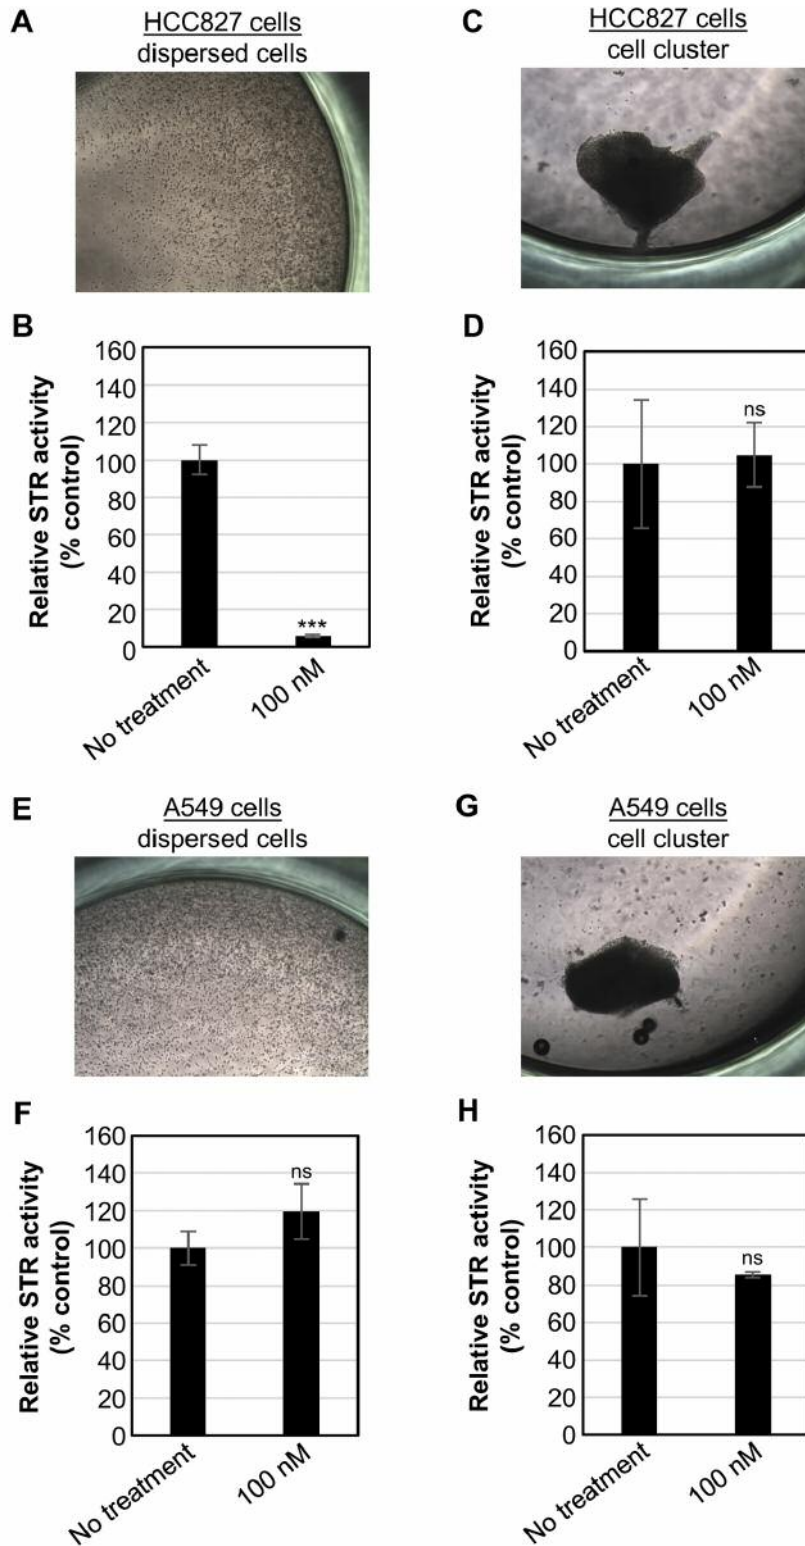 A
HCC827 cells
dispersed cells
C
HCC827 cells
cell cluster
B
Relative STR activity
(% control)
160
140
120
100
80
60
40
20
0
***
No treatment
100 nM
D
Relative STR activity
(% control)
160
140
120
100
80
60
40
20
0
ns
No treatment
100 nM
E
A549 cells
dispersed cells
G
A549 cells
cell cluster
F
Relative STR activity
(% control)
160
140
120
100
80
60
40
20
0
ns
No treatment
100 nM
H
Relative STR activity
(% control)
160
140
120
100
80
60
40
20
0
ns
No treatment
100 nM